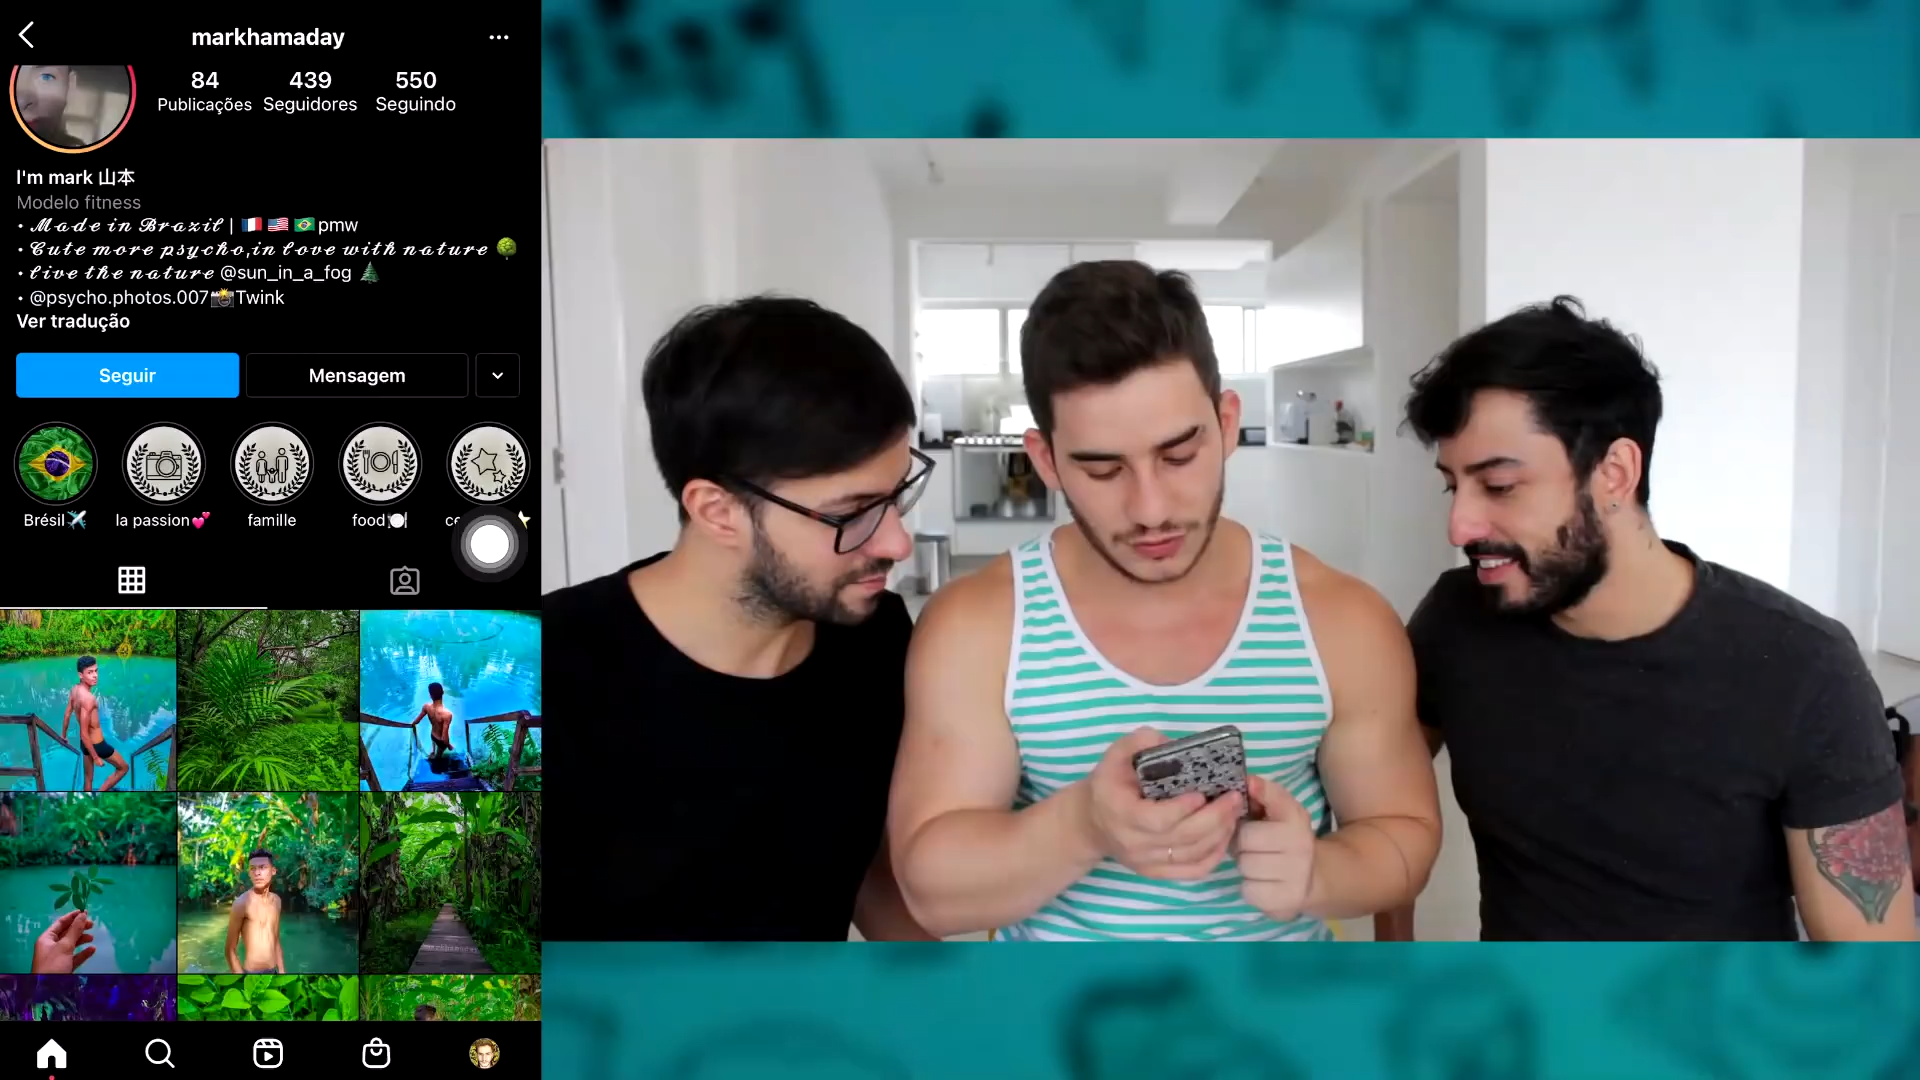 markhamaday
84 439 550
Publicações Seguidores Seguindo
I'm mark 山本
Modelo fitness
• 𝓜𝓪𝓭𝓮 𝓲𝓷 𝓑𝓻𝓪𝔃𝓲𝓵 | 🇫🇷 🇺🇸 🇧🇷 pmw
• 𝓒𝓾𝓽𝓮 𝓶𝓸𝓻𝓮 𝓹𝓼𝔂𝓬𝓱𝓸,𝓲𝓷 𝓵𝓸𝓿𝓮 𝔀𝓲𝓽𝓱 𝓷𝓪𝓽𝓾𝓻𝓮 🌳
• 𝓵𝓲𝓿𝓮 𝓽𝓱𝓮 𝓷𝓪𝓽𝓾𝓻𝓮 @sun_in_a_fog 🌲
• @psycho.photos.007📸Twink
Ver tradução
Seguir Mensagem
Brésil✈️ la passion💕 famille food🍽️